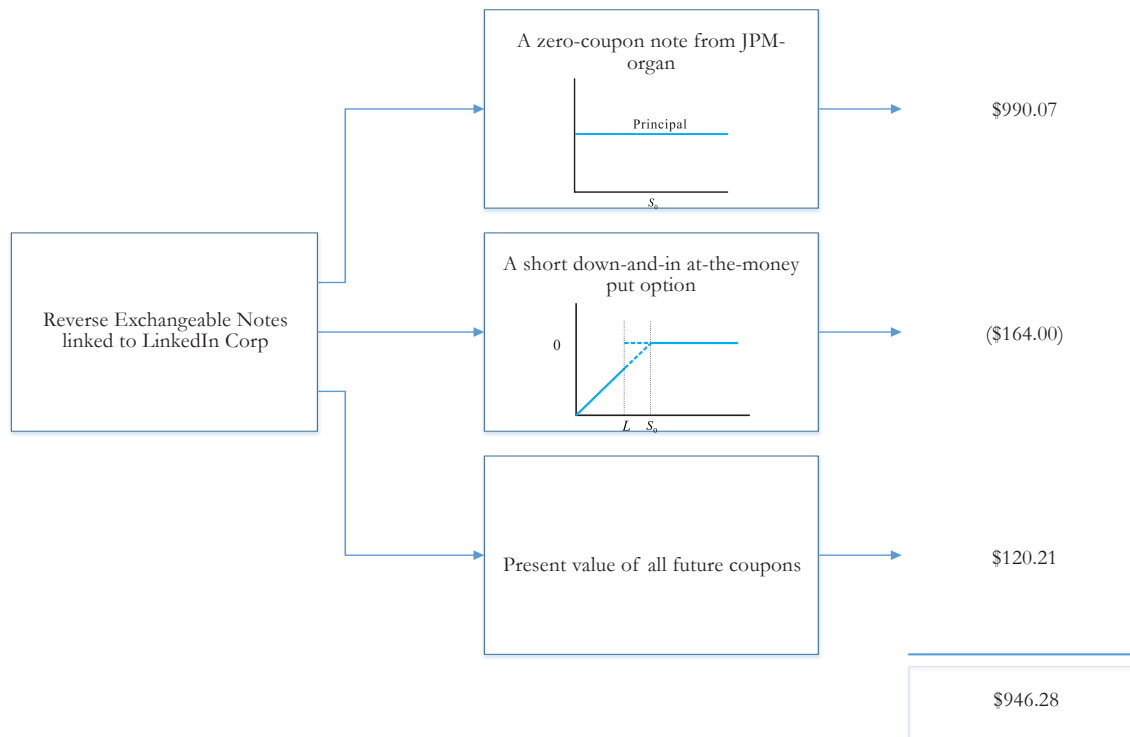 A zero-coupon note from JPM-
organ
Principal
S₀
$990.07
Reverse Exchangeable Notes
linked to LinkedIn Corp
A short down-and-in at-the-money
put option
0
L S₀
($164.00)
Present value of all future coupons
$120.21
$946.28